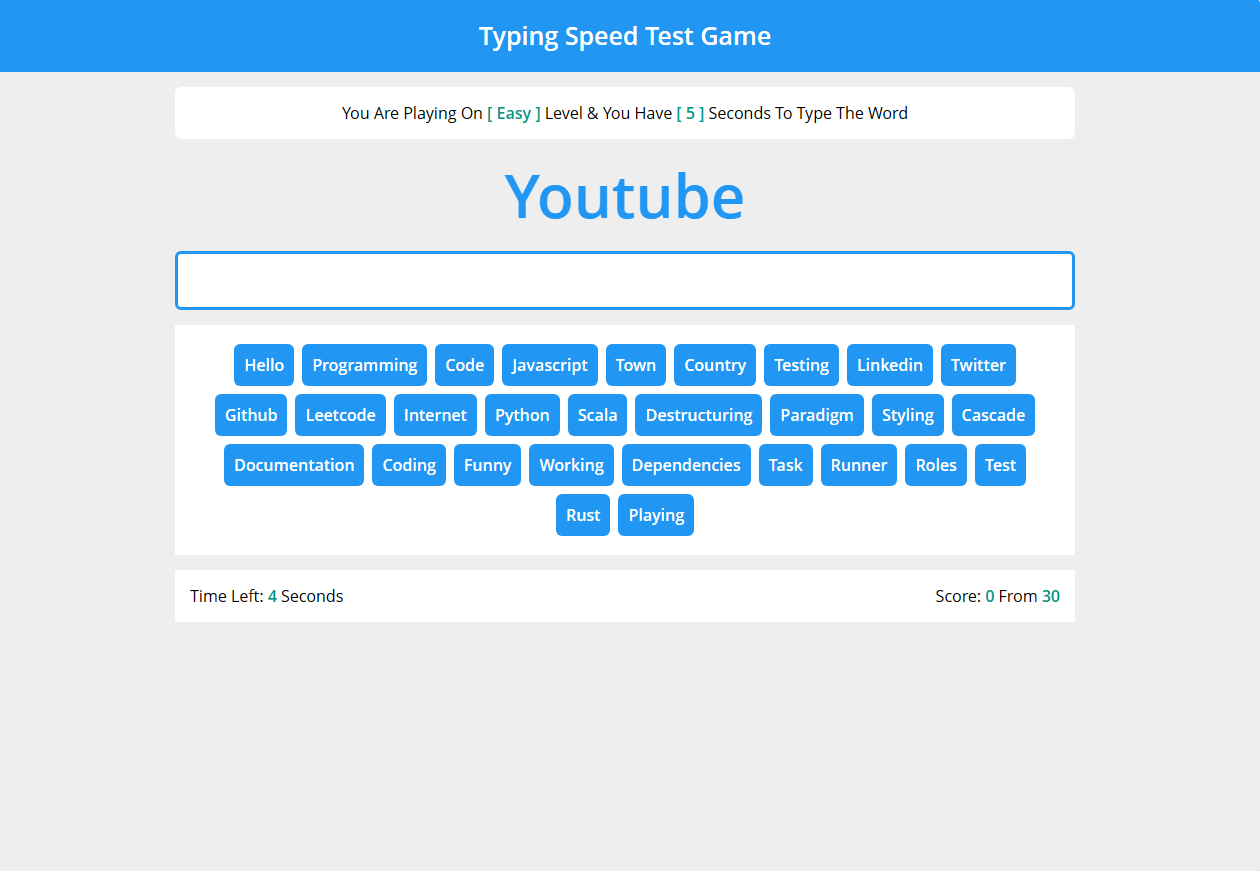 Typing Speed Test Game
You Are Playing On [ Easy ] Level & You Have [ 5 ] Seconds To Type The Word
Youtube
Hello Programming Code Javascript Town Country Testing Linkedin Twitter
Github Leetcode Internet Python Scala Destructuring Paradigm Styling Cascade
Documentation Coding Funny Working Dependencies Task Runner Roles Test
Rust Playing
Time Left: 4 Seconds Score: 0 From 30